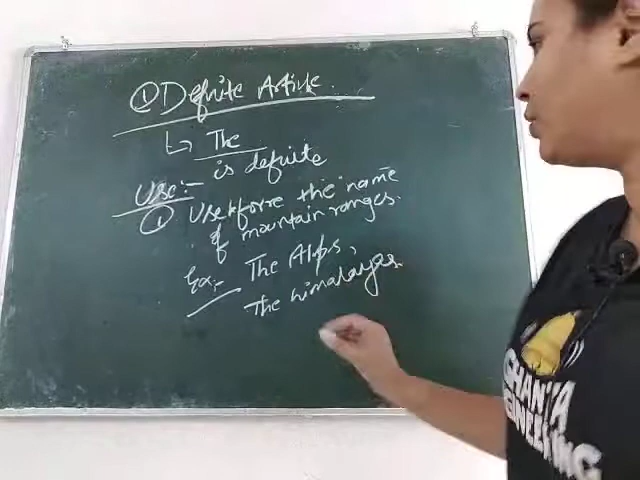 ① Definite Article
↳ The
is definite
Use:-
① Use before "the" name
of mountain ranges.
Ex:- The Alps,
The himalayas.